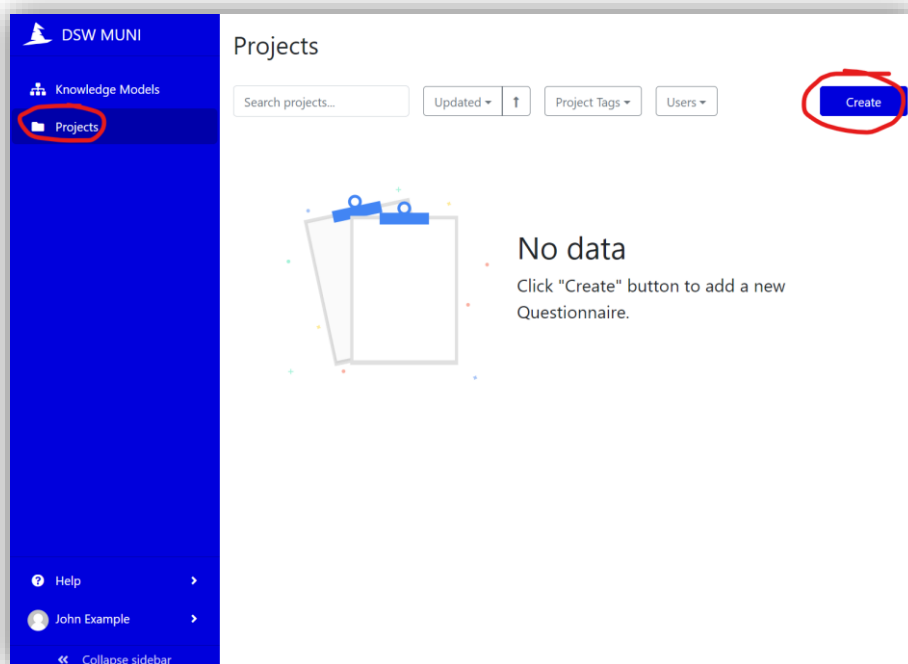 DSW MUNI
Knowledge Models
Projects
Help
John Example
Collapse sidebar
Projects
Search projects...
Updated
Project Tags
Users
Create
No data
Click "Create" button to add a new
Questionnaire.